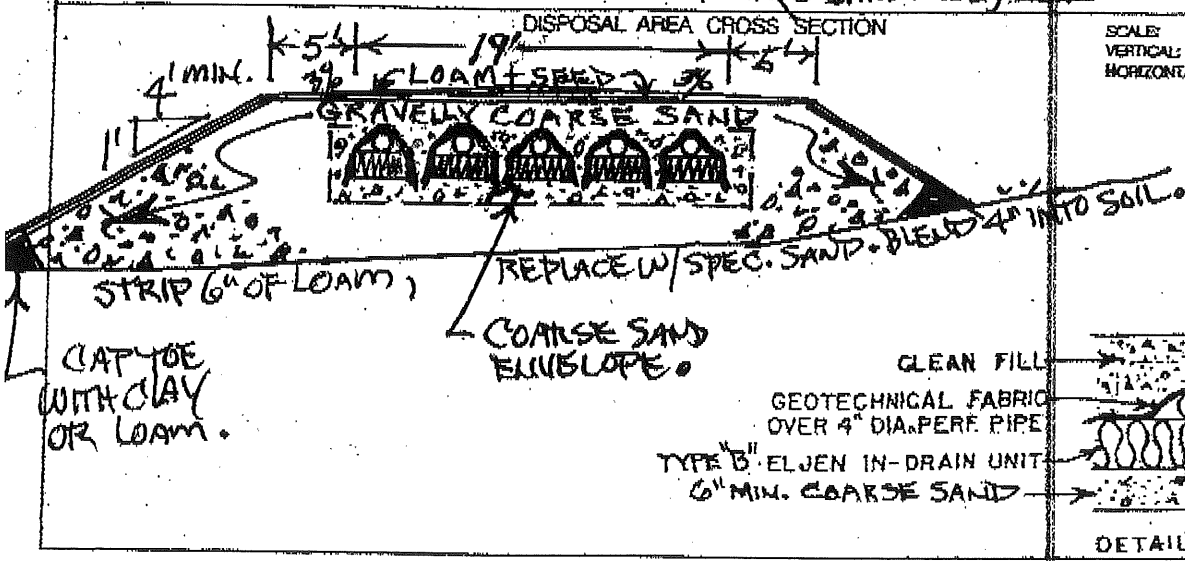 DISPOSAL AREA CROSS SECTION
SCALE:
VERTICAL:
HORIZONTA
5' 19' 5'
4' MIN.
1'
3% LOAM + SEED 3%
GRAVELLY COARSE SAND
STRIP 6" OF LOAM, REPLACE W/ SPEC. SAND. BLEND 4" INTO SOIL.
CAP TOE
WITH CLAY
OR LOAM.
COARSE SAND
ENVELOPE.
CLEAN FILL
GEOTECHNICAL FABRIC
OVER 4" DIA. PERF. PIPE
TYPE "B" ELJEN IN-DRAIN UNIT
6" MIN. COARSE SAND
DETAIL